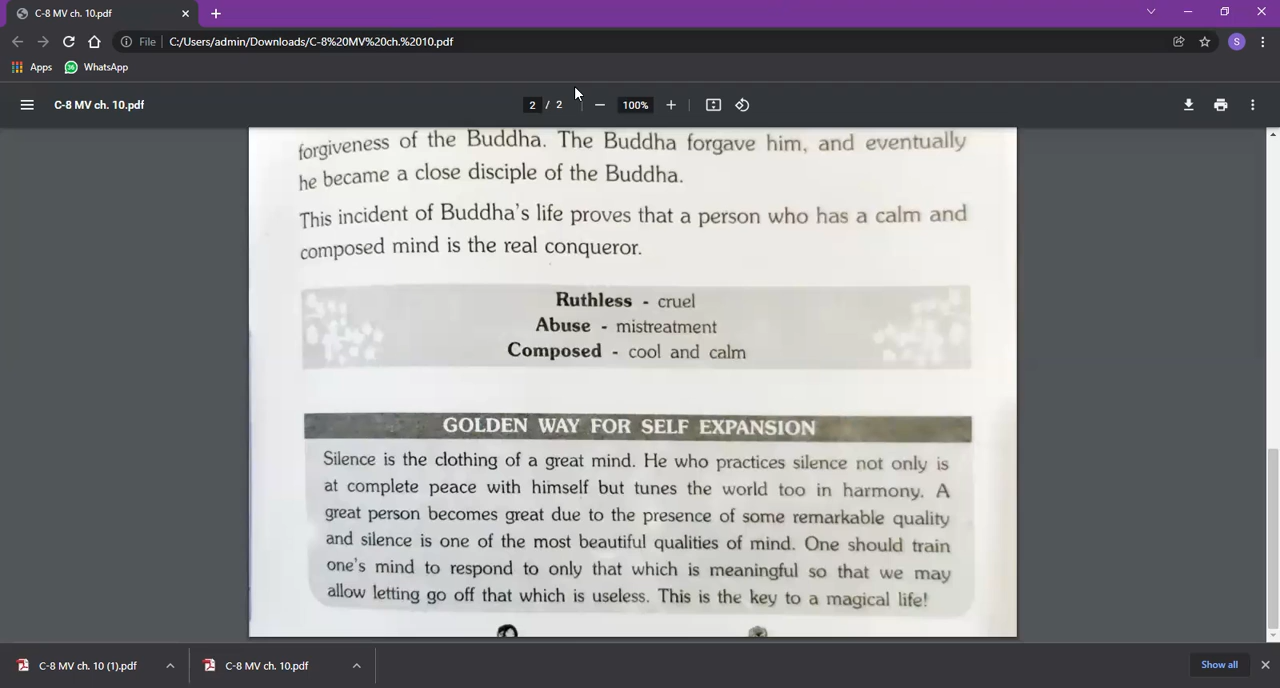 C-8 MV ch. 10.pdf
File C:/Users/admin/Downloads/C-8%20MV%20ch.%2010.pdf
S
Apps WhatsApp
C-8 MV ch. 10.pdf
2 / 2
100%
forgiveness of the Buddha. The Buddha forgave him, and eventually
he became a close disciple of the Buddha.
This incident of Buddha's life proves that a person who has a calm and
composed mind is the real conqueror.
Ruthless - cruel
Abuse - mistreatment
Composed - cool and calm
GOLDEN WAY FOR SELF EXPANSION
Silence is the clothing of a great mind. He who practices silence not only is
at complete peace with himself but tunes the world too in harmony. A
great person becomes great due to the presence of some remarkable quality
and silence is one of the most beautiful qualities of mind. One should train
one's mind to respond to only that which is meaningful so that we may
allow letting go off that which is useless. This is the key to a magical life!
C-8 MV ch. 10 (1).pdf
C-8 MV ch. 10.pdf
Show all